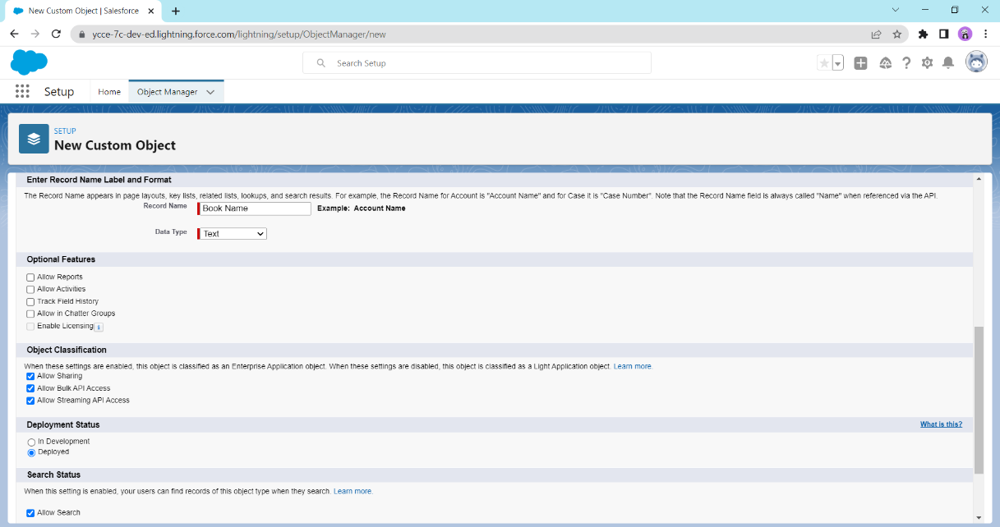 New Custom Object | Salesforce
ycce-7c-dev-ed.lightning.force.com/lightning/setup/ObjectManager/new
Search Setup
Setup
Home
Object Manager
SETUP
New Custom Object
Enter Record Name Label and Format
The Record Name appears in page layouts, key lists, related lists, lookups, and search results. For example, the Record Name for Account is "Account Name" and for Case it is "Case Number". Note that the Record Name field is always called "Name" when referenced via the API.
Record Name Book Name Example: Account Name
Data Type Text
Optional Features
Allow Reports
Allow Activities
Track Field History
Allow in Chatter Groups
Enable Licensing i
Object Classification
When these settings are enabled, this object is classified as an Enterprise Application object. When these settings are disabled, this object is classified as a Light Application object. Learn more.
Allow Sharing
Allow Bulk API Access
Allow Streaming API Access
Deployment Status What is this?
In Development
Deployed
Search Status
When this setting is enabled, your users can find records of this object type when they search. Learn more.
Allow Search